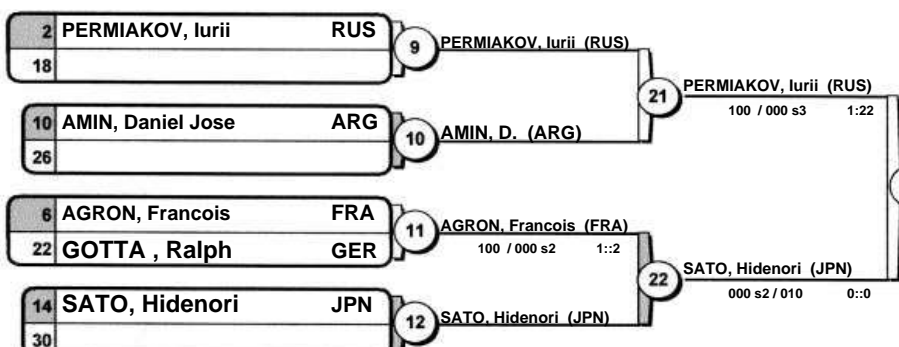 2 PERMIAKOV, Iurii RUS
18
9
PERMIAKOV, Iurii (RUS)
10 AMIN, Daniel Jose ARG
26
10
AMIN, D. (ARG)
21
PERMIAKOV, Iurii (RUS)
100 / 000 s3 1:22
6 AGRON, Francois FRA
22 GOTTA , Ralph GER
11
AGRON, Francois (FRA)
100 / 000 s2 1::2
14 SATO, Hidenori JPN
30
12
SATO, Hidenori (JPN)
22
SATO, Hidenori (JPN)
000 s2 / 010 0::0